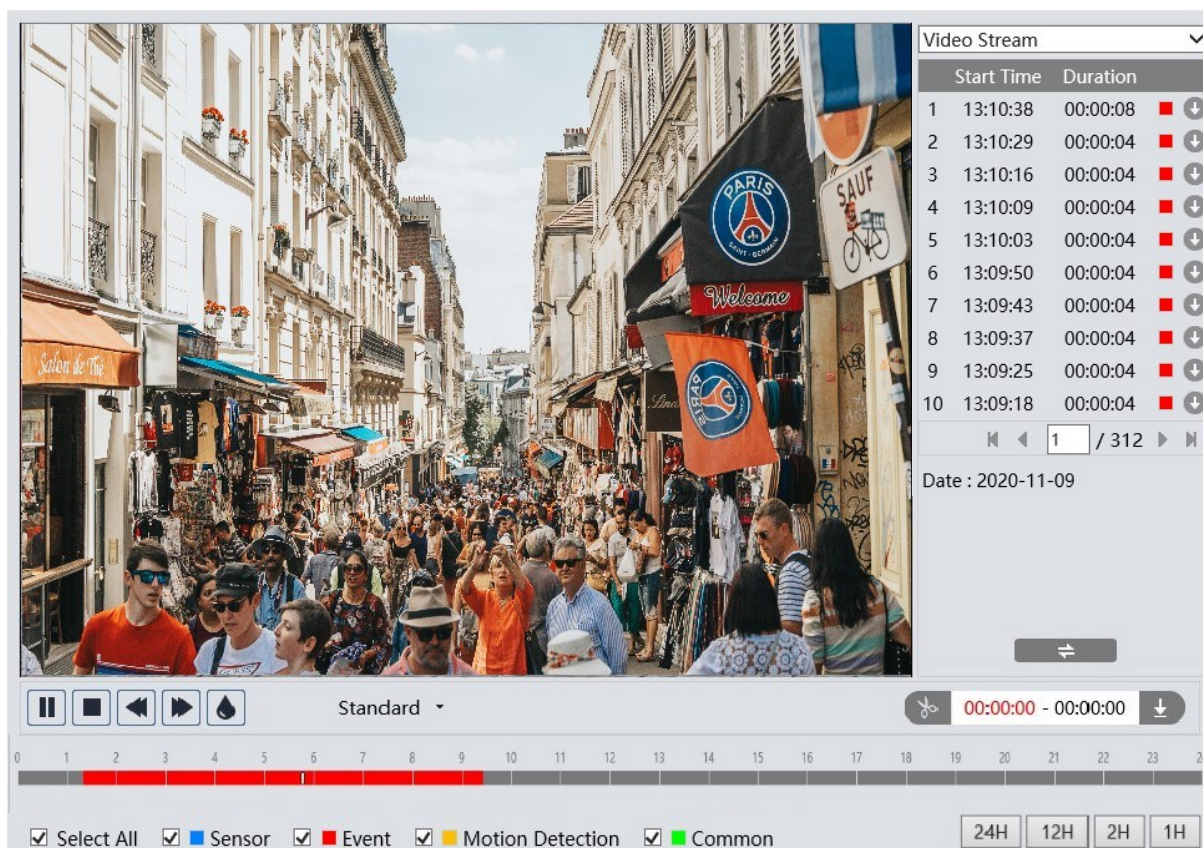 Video Stream
Start Time Duration
1 13:10:38 00:00:08
2 13:10:29 00:00:04
3 13:10:16 00:00:04
4 13:10:09 00:00:04
5 13:10:03 00:00:04
6 13:09:50 00:00:04
7 13:09:43 00:00:04
8 13:09:37 00:00:04
9 13:09:25 00:00:04
10 13:09:18 00:00:04
1 / 312
Date : 2020-11-09
SAUF
PARIS
SAINT-GERMAIN
Welcome
PARIS
Salon de Thé
GUESS
Standard
00:00:00 - 00:00:00
0 1 2 3 4 5 6 7 8 9 10 11 12 13 14 15 16 17 18 19 20 21 22 23
Select All Sensor Event Motion Detection Common
24H 12H 2H 1H